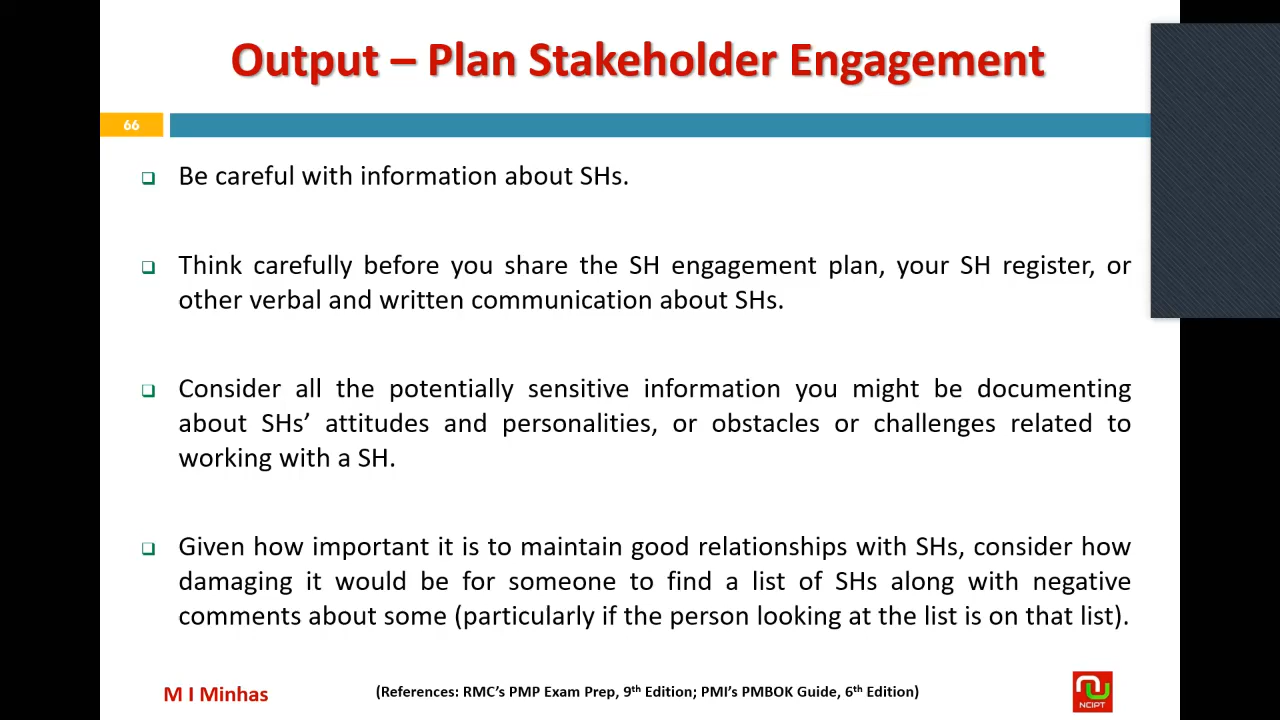 Output – Plan Stakeholder Engagement
66
❑ Be careful with information about SHs.
❑ Think carefully before you share the SH engagement plan, your SH register, or
other verbal and written communication about SHs.
❑ Consider all the potentially sensitive information you might be documenting
about SHs’ attitudes and personalities, or obstacles or challenges related to
working with a SH.
❑ Given how important it is to maintain good relationships with SHs, consider how
damaging it would be for someone to find a list of SHs along with negative
comments about some (particularly if the person looking at the list is on that list).
M I Minhas
(References: RMC’s PMP Exam Prep, 9th Edition; PMI’s PMBOK Guide, 6th Edition)
NCIPT